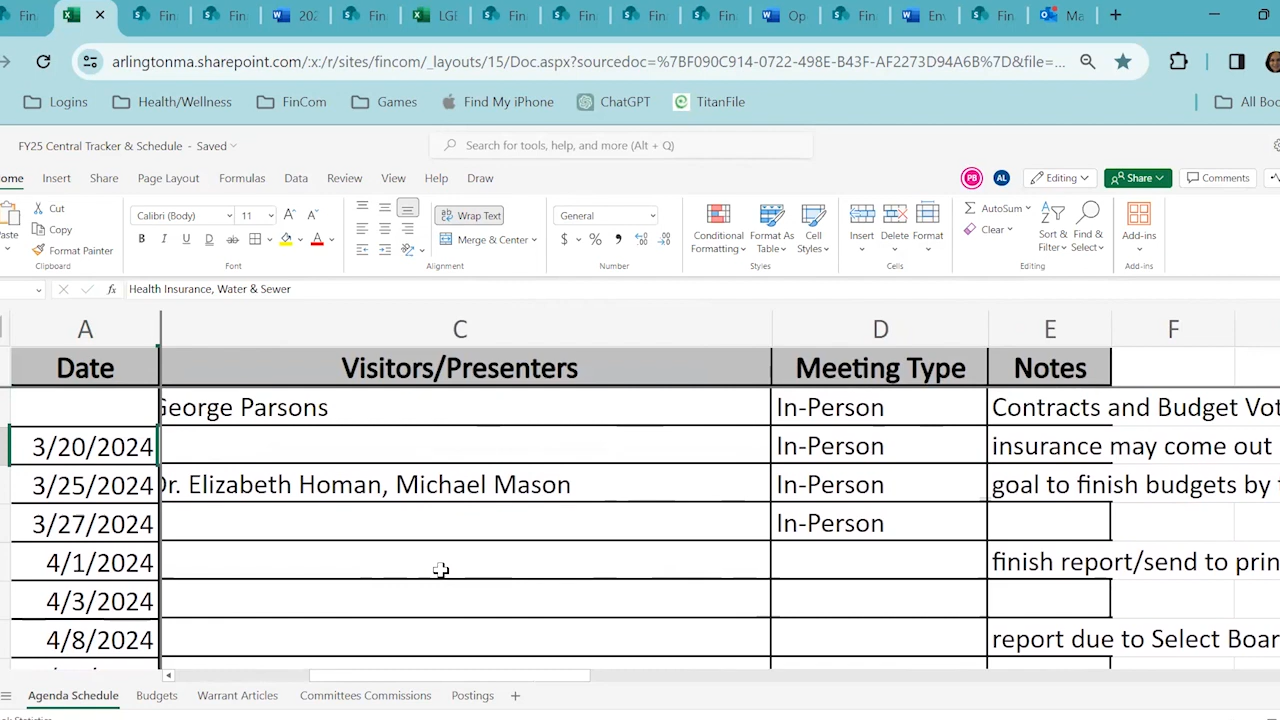 Fin
Fin
Fin
202
Fin
LGE
Fin
Fin
Fin
Fin
Op
Fin
Env
Fin
Ma
arlingtonma.sharepoint.com/:x:/r/sites/fincom/_layouts/15/Doc.aspx?sourcedoc=%7BF090C914-0722-498E-B43F-AF2273D94A6B%7D&file=...
Logins Health/Wellness FinCom Games Find My iPhone ChatGPT TitanFile All Boo
FY25 Central Tracker & Schedule - Saved Search for tools, help, and more (Alt + Q)
ome Insert Share Page Layout Formulas Data Review View Help Draw PB AL Editing Share Comments
Cut Calibri (Body) 11 Wrap Text General AutoSum
Copy Merge & Center Clear
aste Format Painter B I U D ab A $ % Conditional Formatting Format As Table Cell Styles Insert Delete Format Sort & Filter Find & Select Add-ins
Clipboard Font Alignment Number Styles Cells Editing Add-ins
fx Health Insurance, Water & Sewer
A C D E F
Date Visitors/Presenters Meeting Type Notes
George Parsons In-Person Contracts and Budget Vot
3/20/2024 In-Person insurance may come out
3/25/2024 Dr. Elizabeth Homan, Michael Mason In-Person goal to finish budgets by
3/27/2024 In-Person
4/1/2024 finish report/send to prin
4/3/2024
4/8/2024 report due to Select Boar
Agenda Schedule Budgets Warrant Articles Committees Commissions Postings